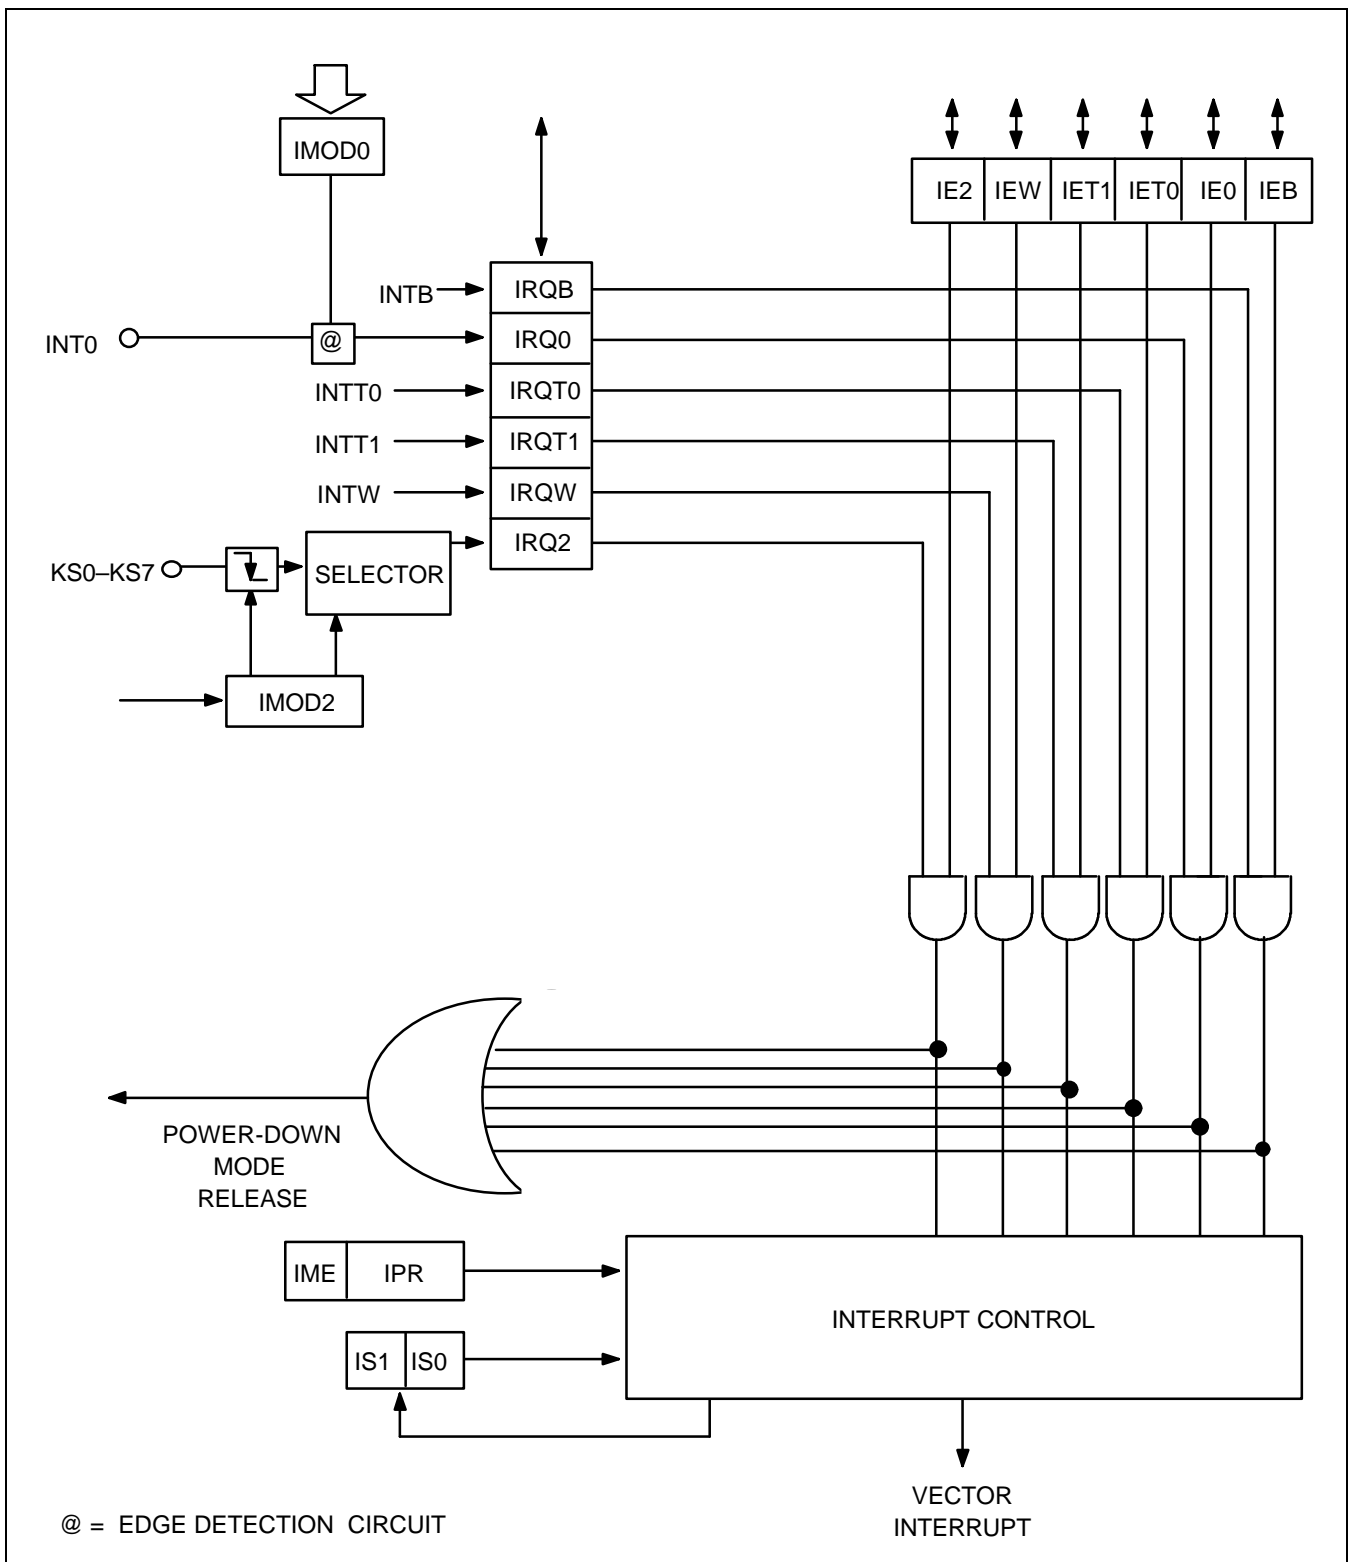 IMOD0
IE2 IEW IET1 IET0 IE0 IEB
INTB IRQB
INT0 @ IRQ0
INTT0 IRQT0
INTT1 IRQT1
INTW IRQW
IRQ2
KS0–KS7 SELECTOR
IMOD2
POWER-DOWN
MODE
RELEASE
IME IPR
INTERRUPT CONTROL
IS1 IS0
VECTOR
INTERRUPT
@ = EDGE DETECTION CIRCUIT